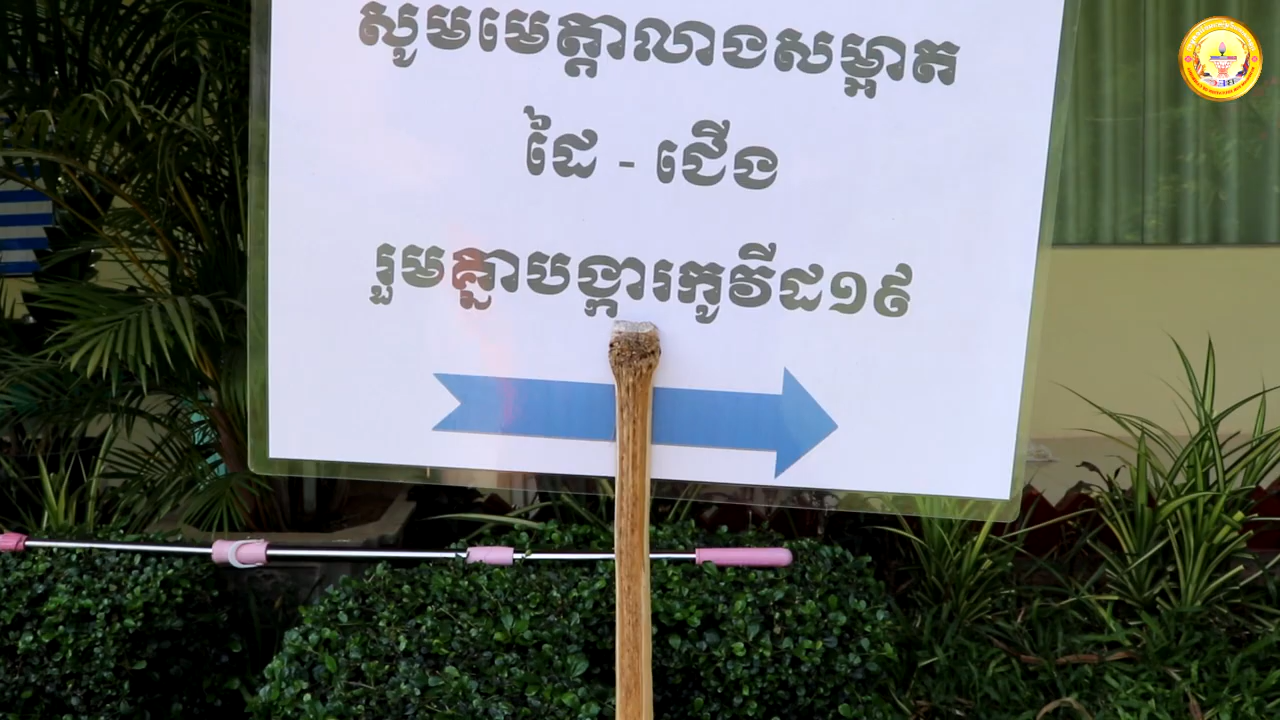 សូមមេត្តាលាងសម្អាត
ដៃ - ជើង
រួមគ្នាបង្ការកូវីដ១៩